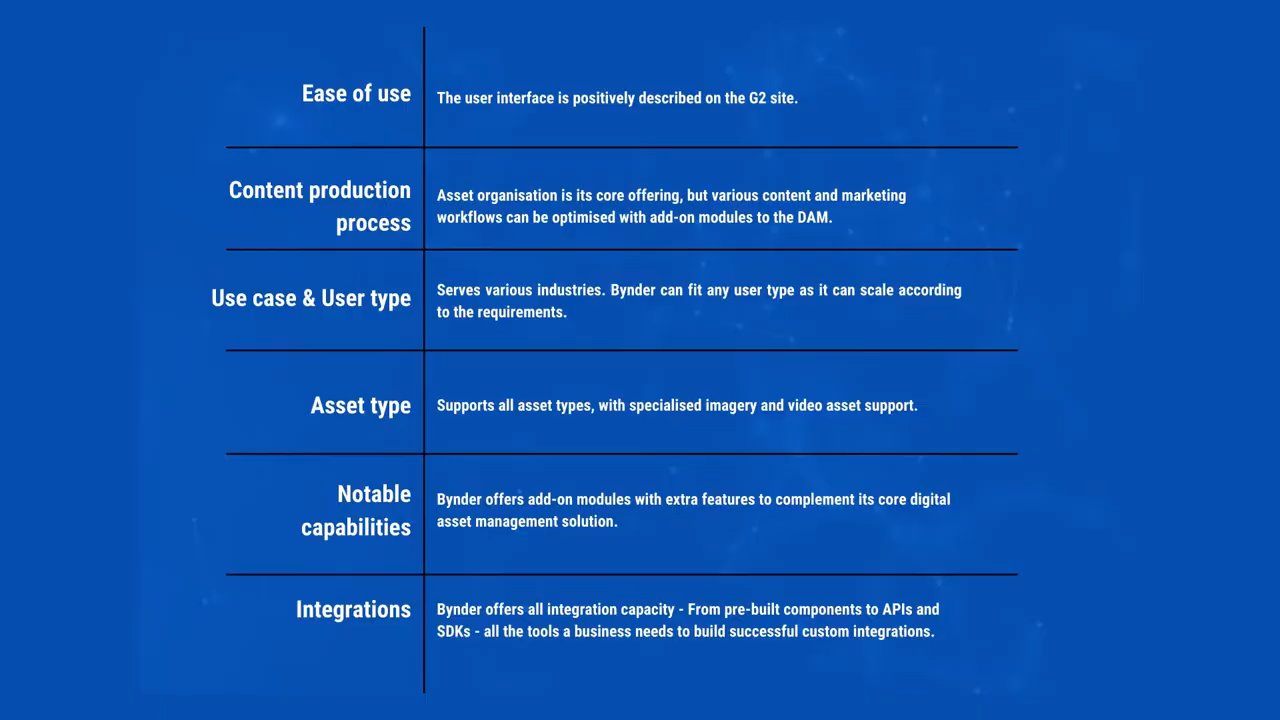 Ease of use
The user interface is positively described on the G2 site.
Content production
process
Asset organisation is its core offering, but various content and marketing
workflows can be optimised with add-on modules to the DAM.
Use case & User type
Serves various industries. Bynder can fit any user type as it can scale according
to the requirements.
Asset type
Supports all asset types, with specialised imagery and video asset support.
Notable
capabilities
Bynder offers add-on modules with extra features to complement its core digital
asset management solution.
Integrations
Bynder offers all integration capacity - From pre-built components to APIs and
SDKs - all the tools a business needs to build successful custom integrations.